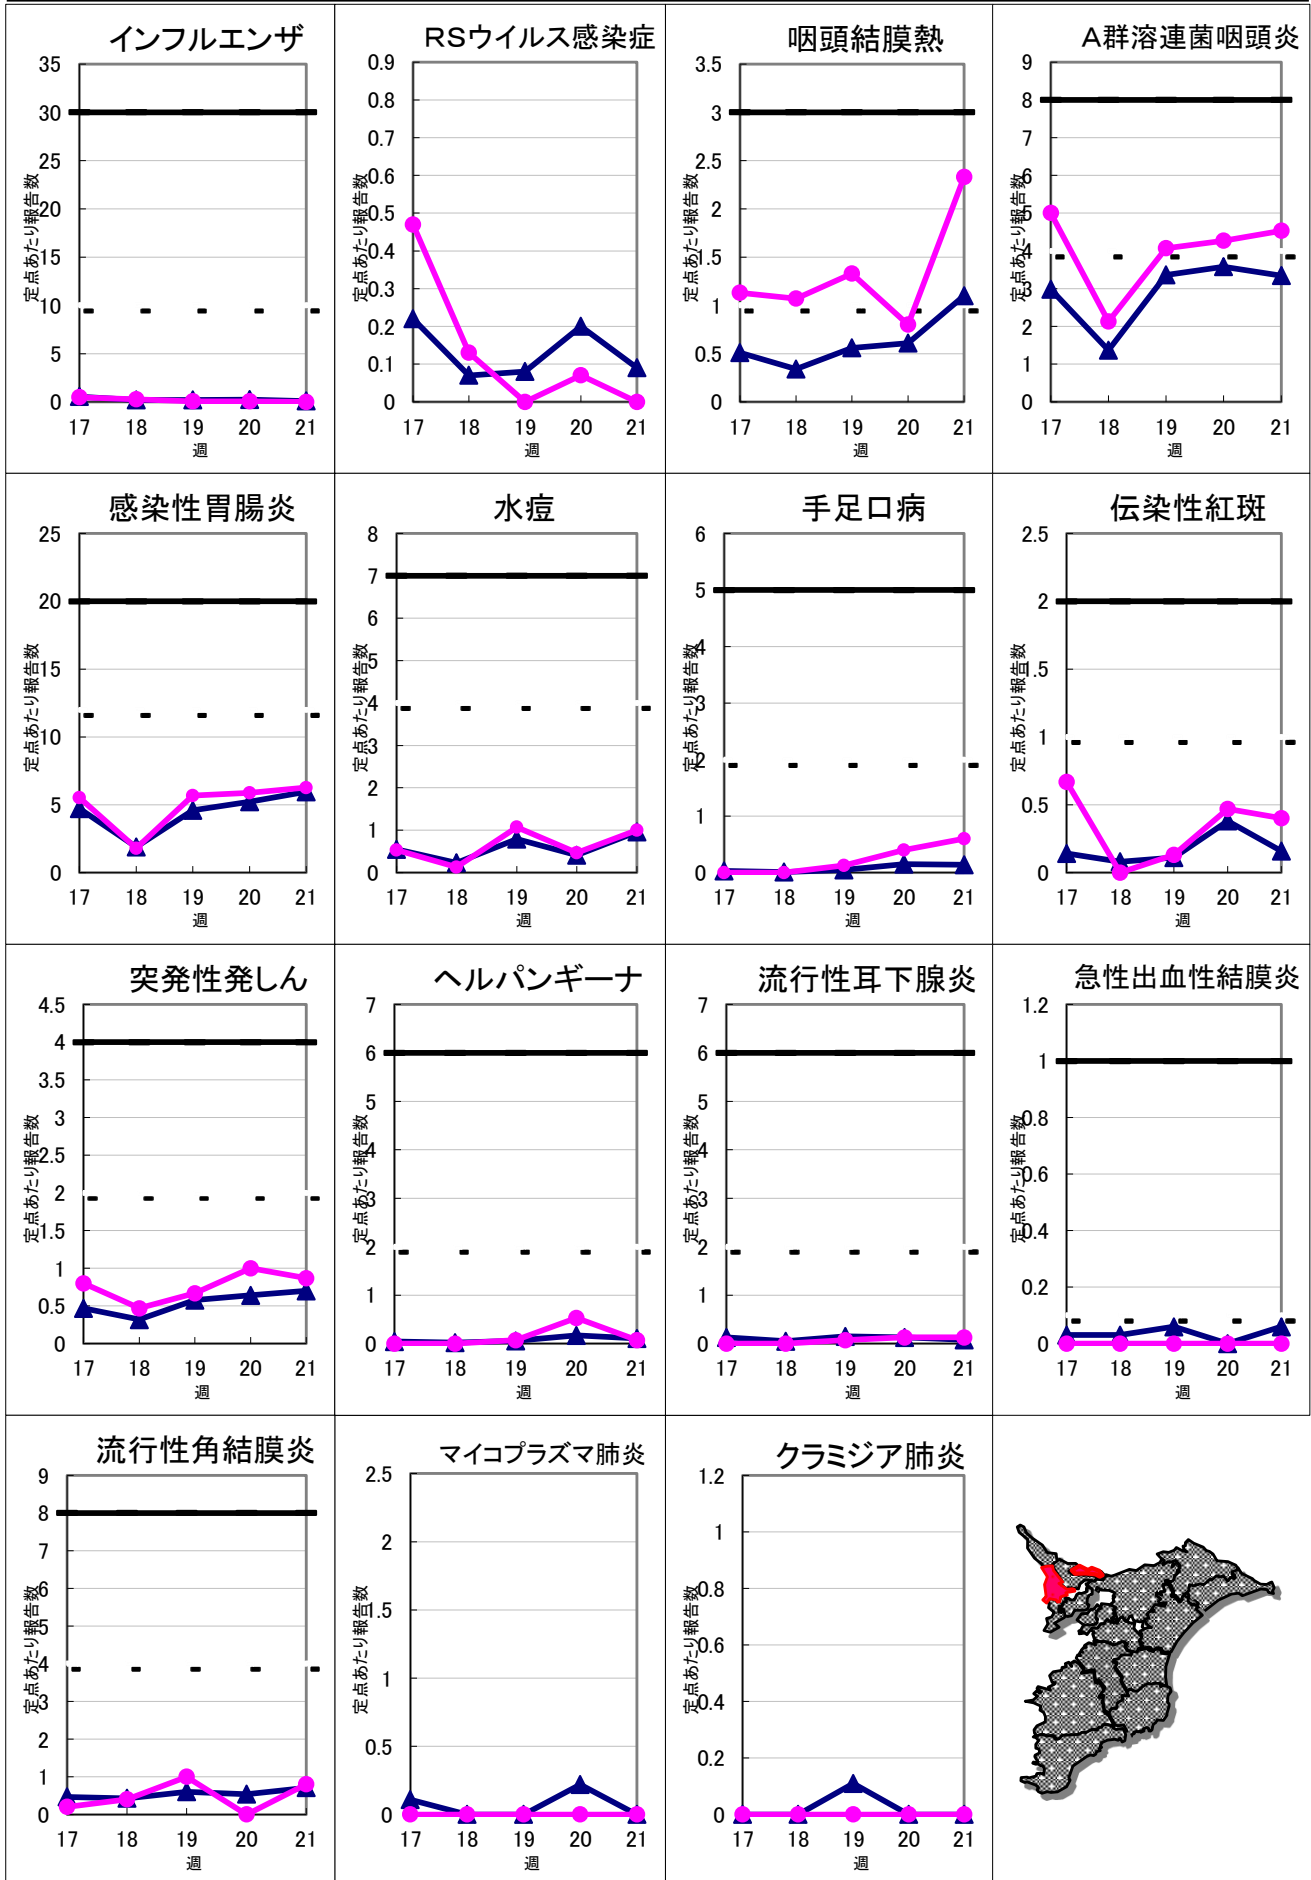 インフルエンザ
35
30
25
20
15
10
5
0
定点あたり報告数
17 18 19 20 21
週
RSウイルス感染症
0.9
0.8
0.7
0.6
0.5
0.4
0.3
0.2
0.1
0
定点あたり報告数
17 18 19 20 21
週
咽頭結膜熱
3.5
3
2.5
2
1.5
1
0.5
0
定点あたり報告数
17 18 19 20 21
週
A群溶連菌咽頭炎
9
8
7
6
5
4
3
2
1
0
定点あたり報告数
17 18 19 20 21
週
感染性胃腸炎
25
20
15
10
5
0
定点あたり報告数
17 18 19 20 21
週
水痘
8
7
6
5
4
3
2
1
0
定点あたり報告数
17 18 19 20 21
週
手足口病
6
5
4
3
2
1
0
定点あたり報告数
17 18 19 20 21
週
伝染性紅斑
2.5
2
1.5
1
0.5
0
定点あたり報告数
17 18 19 20 21
週
突発性発しん
4.5
4
3.5
3
2.5
2
1.5
1
0.5
0
定点あたり報告数
17 18 19 20 21
週
ヘルパンギーナ
7
6
5
4
3
2
1
0
定点あたり報告数
17 18 19 20 21
週
流行性耳下腺炎
7
6
5
4
3
2
1
0
定点あたり報告数
17 18 19 20 21
週
急性出血性結膜炎
1.2
1
0.8
0.6
0.4
0.2
0
定点あたり報告数
17 18 19 20 21
週
流行性角結膜炎
9
8
7
6
5
4
3
2
1
0
定点あたり報告数
17 18 19 20 21
週
マイコプラズマ肺炎
2.5
2
1.5
1
0.5
0
定点あたり報告数
17 18 19 20 21
週
クラミジア肺炎
1.2
1
0.8
0.6
0.4
0.2
0
定点あたり報告数
17 18 19 20 21
週